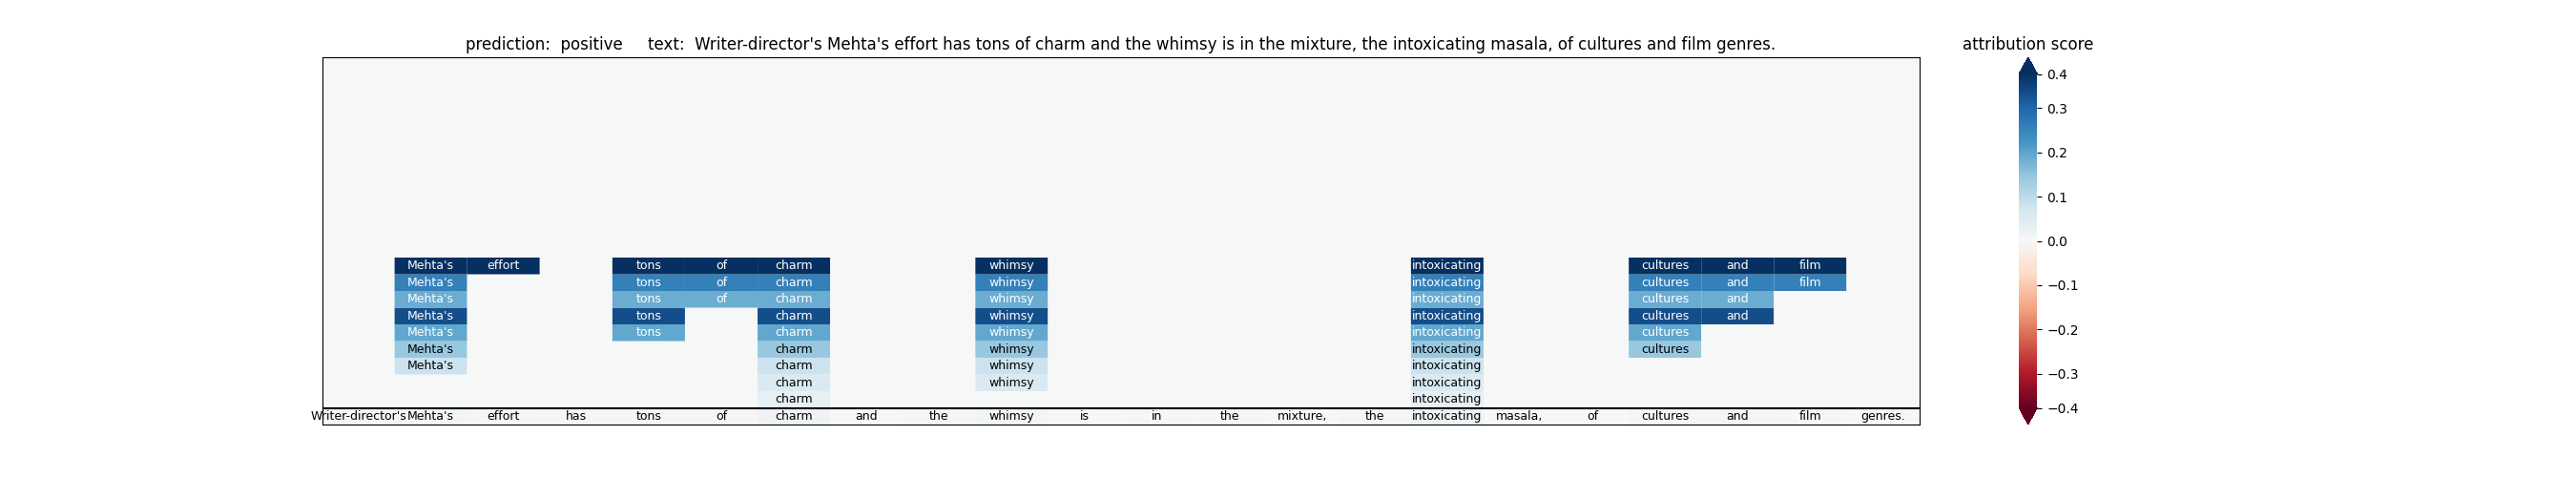 prediction:  positive     text:  Writer-director's Mehta's effort has tons of charm and the whimsy is in the mixture, the intoxicating masala, of cultures and film genres.
attribution score
Mehta's effort tons of charm whimsy intoxicating cultures and film
Mehta's tons of charm whimsy intoxicating cultures and film
Mehta's tons of charm whimsy intoxicating cultures and
Mehta's tons charm whimsy intoxicating cultures and
Mehta's tons charm whimsy intoxicating cultures
Mehta's charm whimsy intoxicating cultures
Mehta's charm whimsy intoxicating
charm whimsy intoxicating
charm intoxicating
Writer-director's Mehta's effort has tons of charm and the whimsy is in the mixture, the intoxicating masala, of cultures and film genres.
0.4
0.3
0.2
0.1
0.0
−0.1
−0.2
−0.3
−0.4